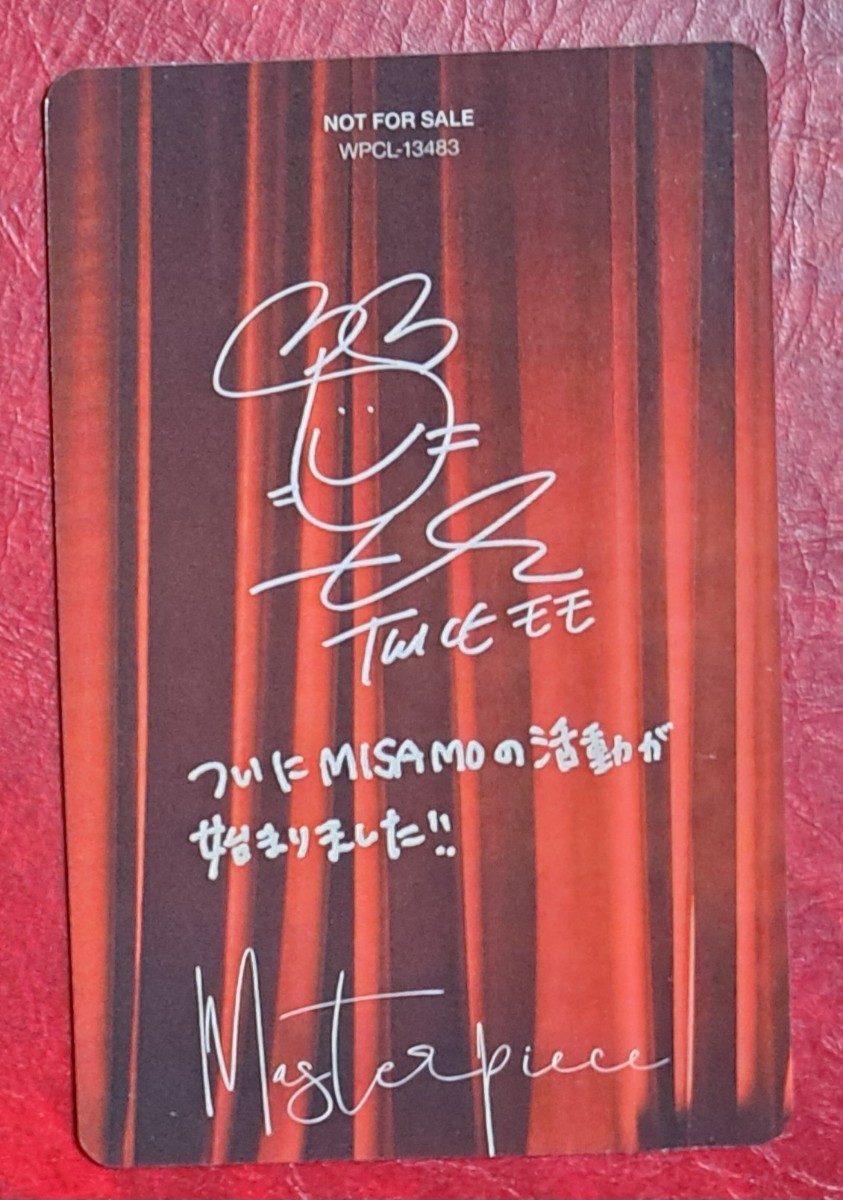 NOT FOR SALE
WPCL-13483
TWICE モモ
ついにMISAMOの活動が
始まりました!!
Masterpiece